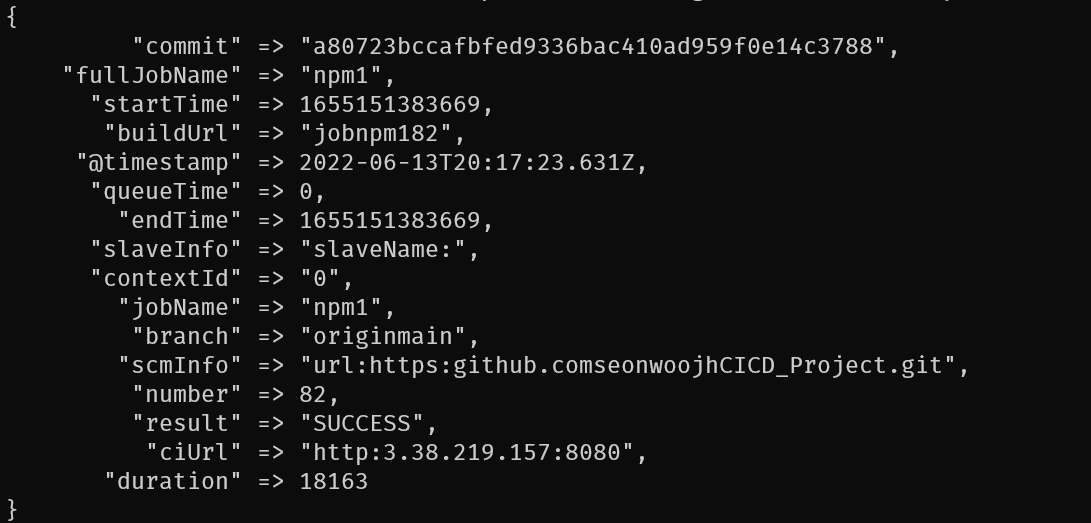 {
"commit" => "a80723bccafbfed9336bac410ad959f0e14c3788",
"fullJobName" => "npm1",
"startTime" => 1655151383669,
"buildUrl" => "jobnpm182",
"@timestamp" => 2022-06-13T20:17:23.631Z,
"queueTime" => 0,
"endTime" => 1655151383669,
"slaveInfo" => "slaveName:",
"contextId" => "0",
"jobName" => "npm1",
"branch" => "originmain",
"scmInfo" => "url:https:github.comseonwoojhCICD_Project.git",
"number" => 82,
"result" => "SUCCESS",
"ciUrl" => "http:3.38.219.157:8080",
"duration" => 18163
}